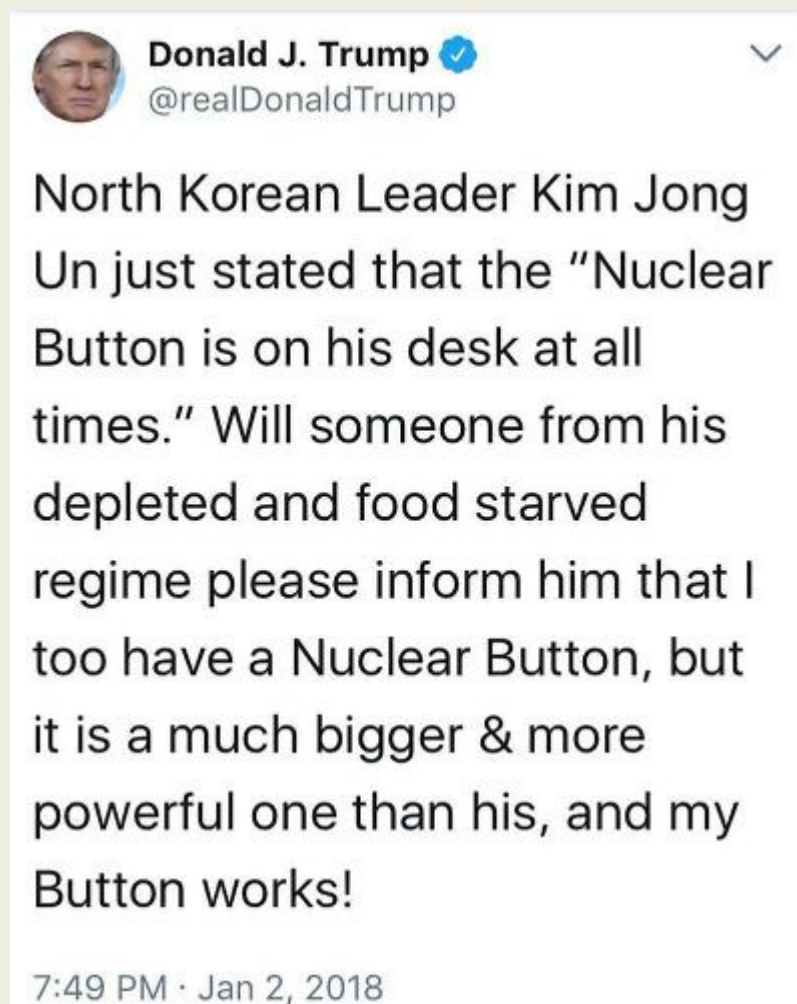 Donald J. Trump
@realDonaldTrump
North Korean Leader Kim Jong
Un just stated that the “Nuclear
Button is on his desk at all
times.” Will someone from his
depleted and food starved
regime please inform him that I
too have a Nuclear Button, but
it is a much bigger & more
powerful one than his, and my
Button works!
7:49 PM · Jan 2, 2018